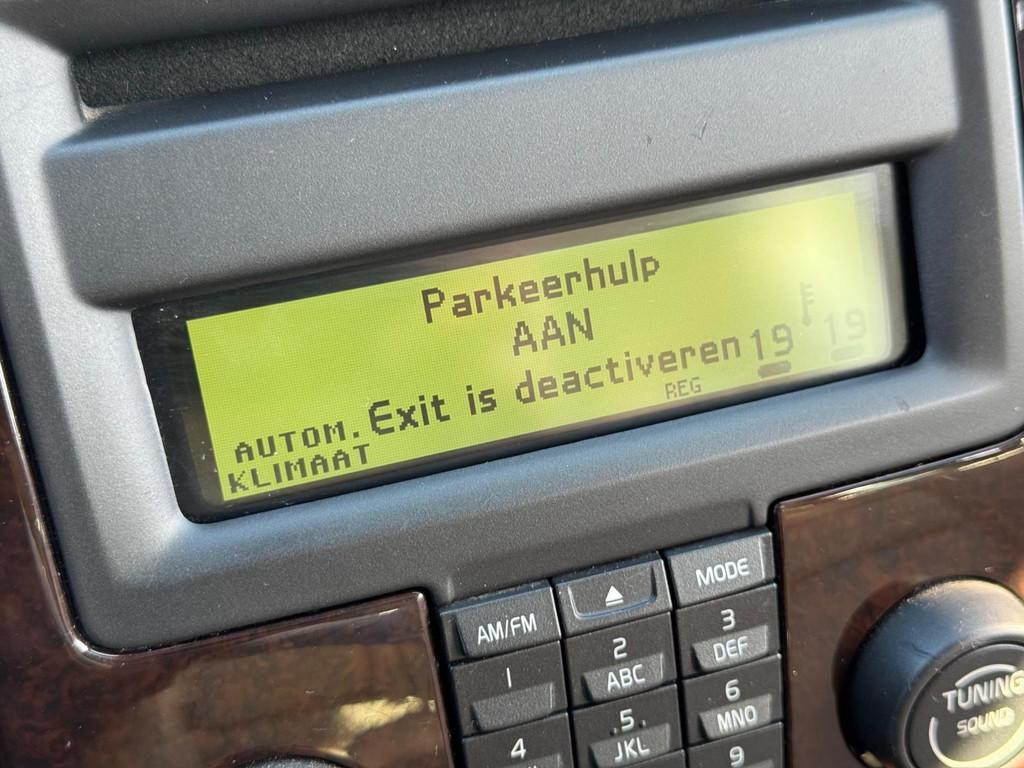 Parkeerhulp
AAN
Exit is deactiveren
19 19
AUTOM.
REG
KLIMAAT
AM/FM
MODE
1
2
ABC
3
DEF
4
5
JKL
6
MNO
9
TUNING
SOUND